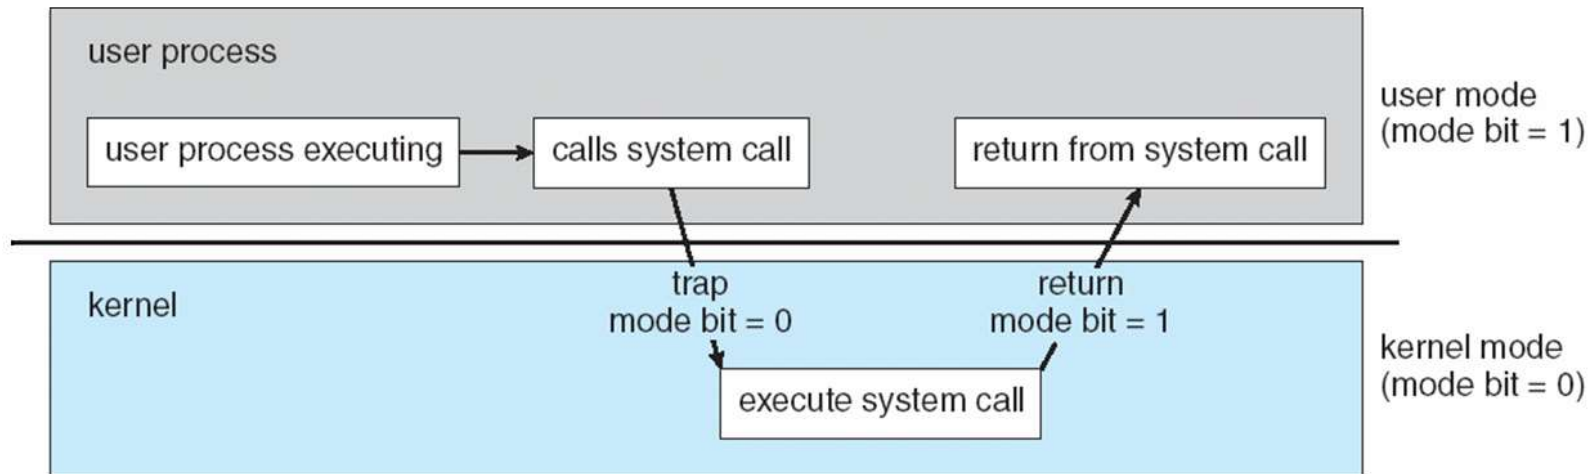 user process
user process executing
calls system call
return from system call
user mode
(mode bit = 1)
kernel
trap
mode bit = 0
return
mode bit = 1
execute system call
kernel mode
(mode bit = 0)